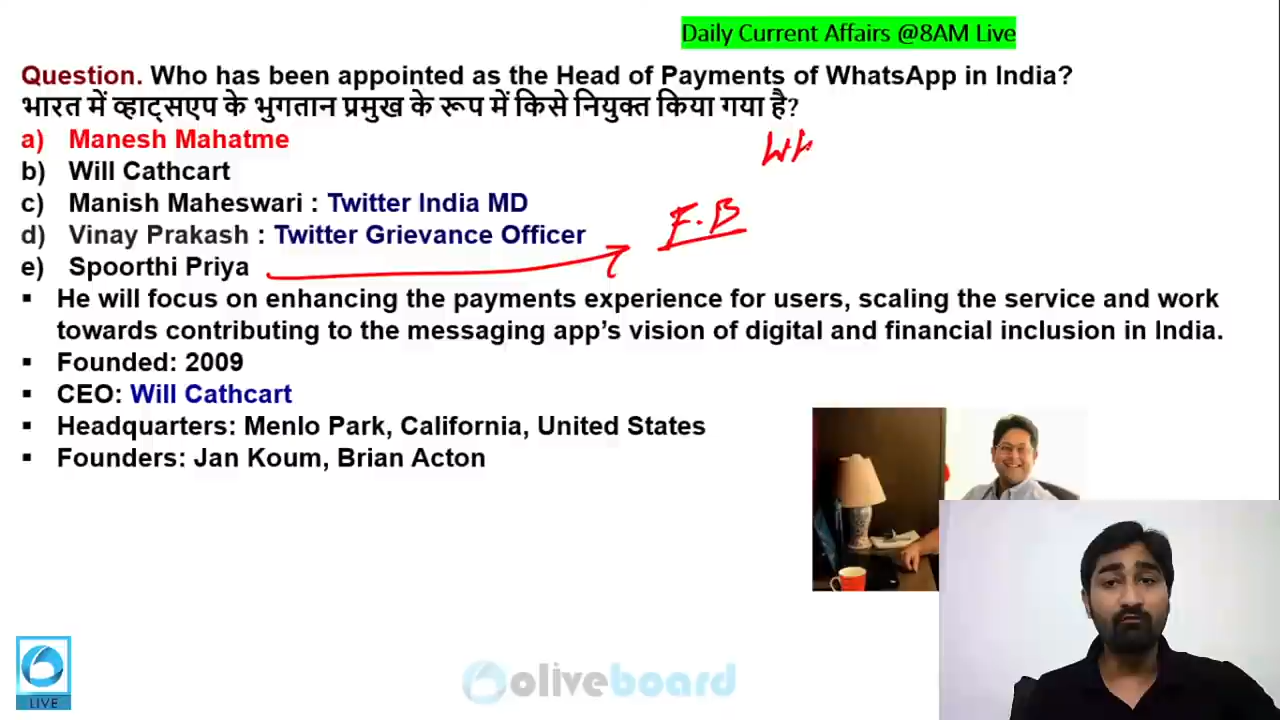 Daily Current Affairs @8AM Live
Question. Who has been appointed as the Head of Payments of WhatsApp in India?
भारत में व्हाट्सएप के भुगतान प्रमुख के रूप में किसे नियुक्त किया गया है?
a) Manesh Mahatme
b) Will Cathcart
c) Manish Maheswari : Twitter India MD
d) Vinay Prakash : Twitter Grievance Officer
e) Spoorthi Priya
F.B
WH
▪ He will focus on enhancing the payments experience for users, scaling the service and work
towards contributing to the messaging app's vision of digital and financial inclusion in India.
▪ Founded: 2009
▪ CEO: Will Cathcart
▪ Headquarters: Menlo Park, California, United States
▪ Founders: Jan Koum, Brian Acton
LIVE
oliveboard